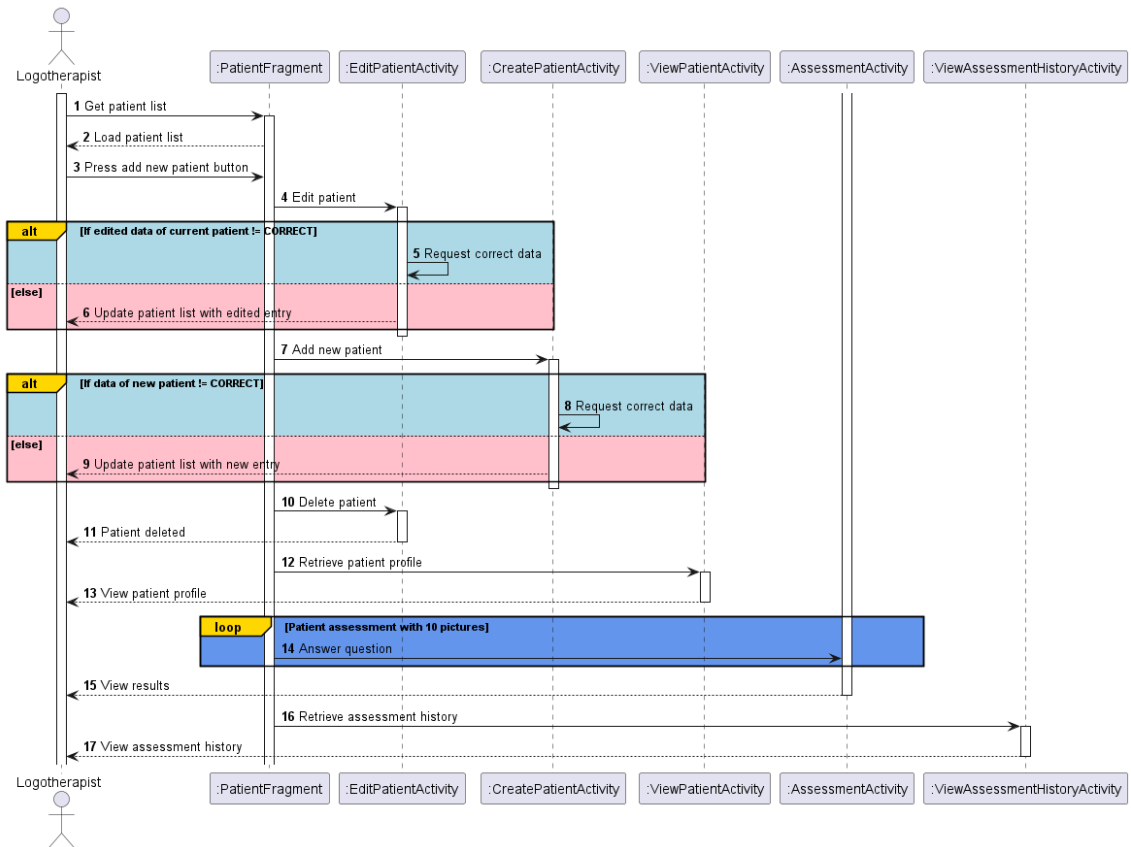 Logotherapist
:PatientFragment
:EditPatientActivity
:CreatePatientActivity
:ViewPatientActivity
:AssessmentActivity
:ViewAssessmentHistoryActivity
1 Get patient list
2 Load patient list
3 Press add new patient button
4 Edit patient
alt [If edited data of current patient != CORRECT]
5 Request correct data
[else]
6 Update patient list with edited entry
7 Add new patient
alt [If data of new patient != CORRECT]
8 Request correct data
[else]
9 Update patient list with new entry
10 Delete patient
11 Patient deleted
12 Retrieve patient profile
13 View patient profile
loop [Patient assessment with 10 pictures]
14 Answer question
15 View results
16 Retrieve assessment history
17 View assessment history
Logotherapist
:PatientFragment
:EditPatientActivity
:CreatePatientActivity
:ViewPatientActivity
:AssessmentActivity
:ViewAssessmentHistoryActivity